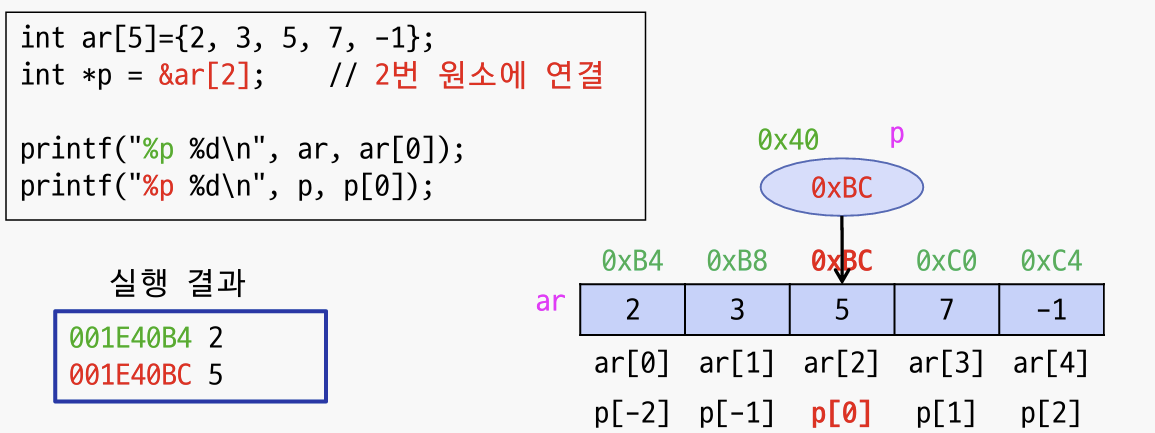 int ar[5]={2, 3, 5, 7, -1};
int *p = &ar[2];    // 2번 원소에 연결
printf("%p %d\n", ar, ar[0]);
printf("%p %d\n", p, p[0]);
0x40 p
0xBC
실행 결과
001E40B4 2
001E40BC 5
0xB4 0xB8 0xBC 0xC0 0xC4
ar 2 3 5 7 -1
ar[0] ar[1] ar[2] ar[3] ar[4]
p[-2] p[-1] p[0] p[1] p[2]